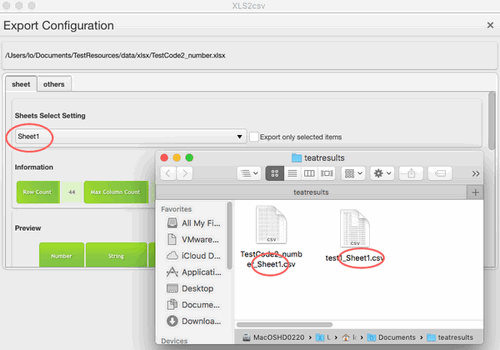 XLS2csv
Export Configuration
/Users/lo/Documents/TestResources/data/xlsx/TestCode2_number.xlsx
sheet others
Sheets Select Setting
Sheet1
Export only selected items
Information
Row Count 44 Max Column Count
Preview
Number String
teatresults
teatresults
Favorites
All My Fi...
VMware...
iCloud D...
Applicati...
Desktop
Docume...
Downloa...
Devices
CSV
TestCode2_numb
er_Sheet1.csv
CSV
test1_Sheet1.csv
MacOSHD0220 Documents teatresults